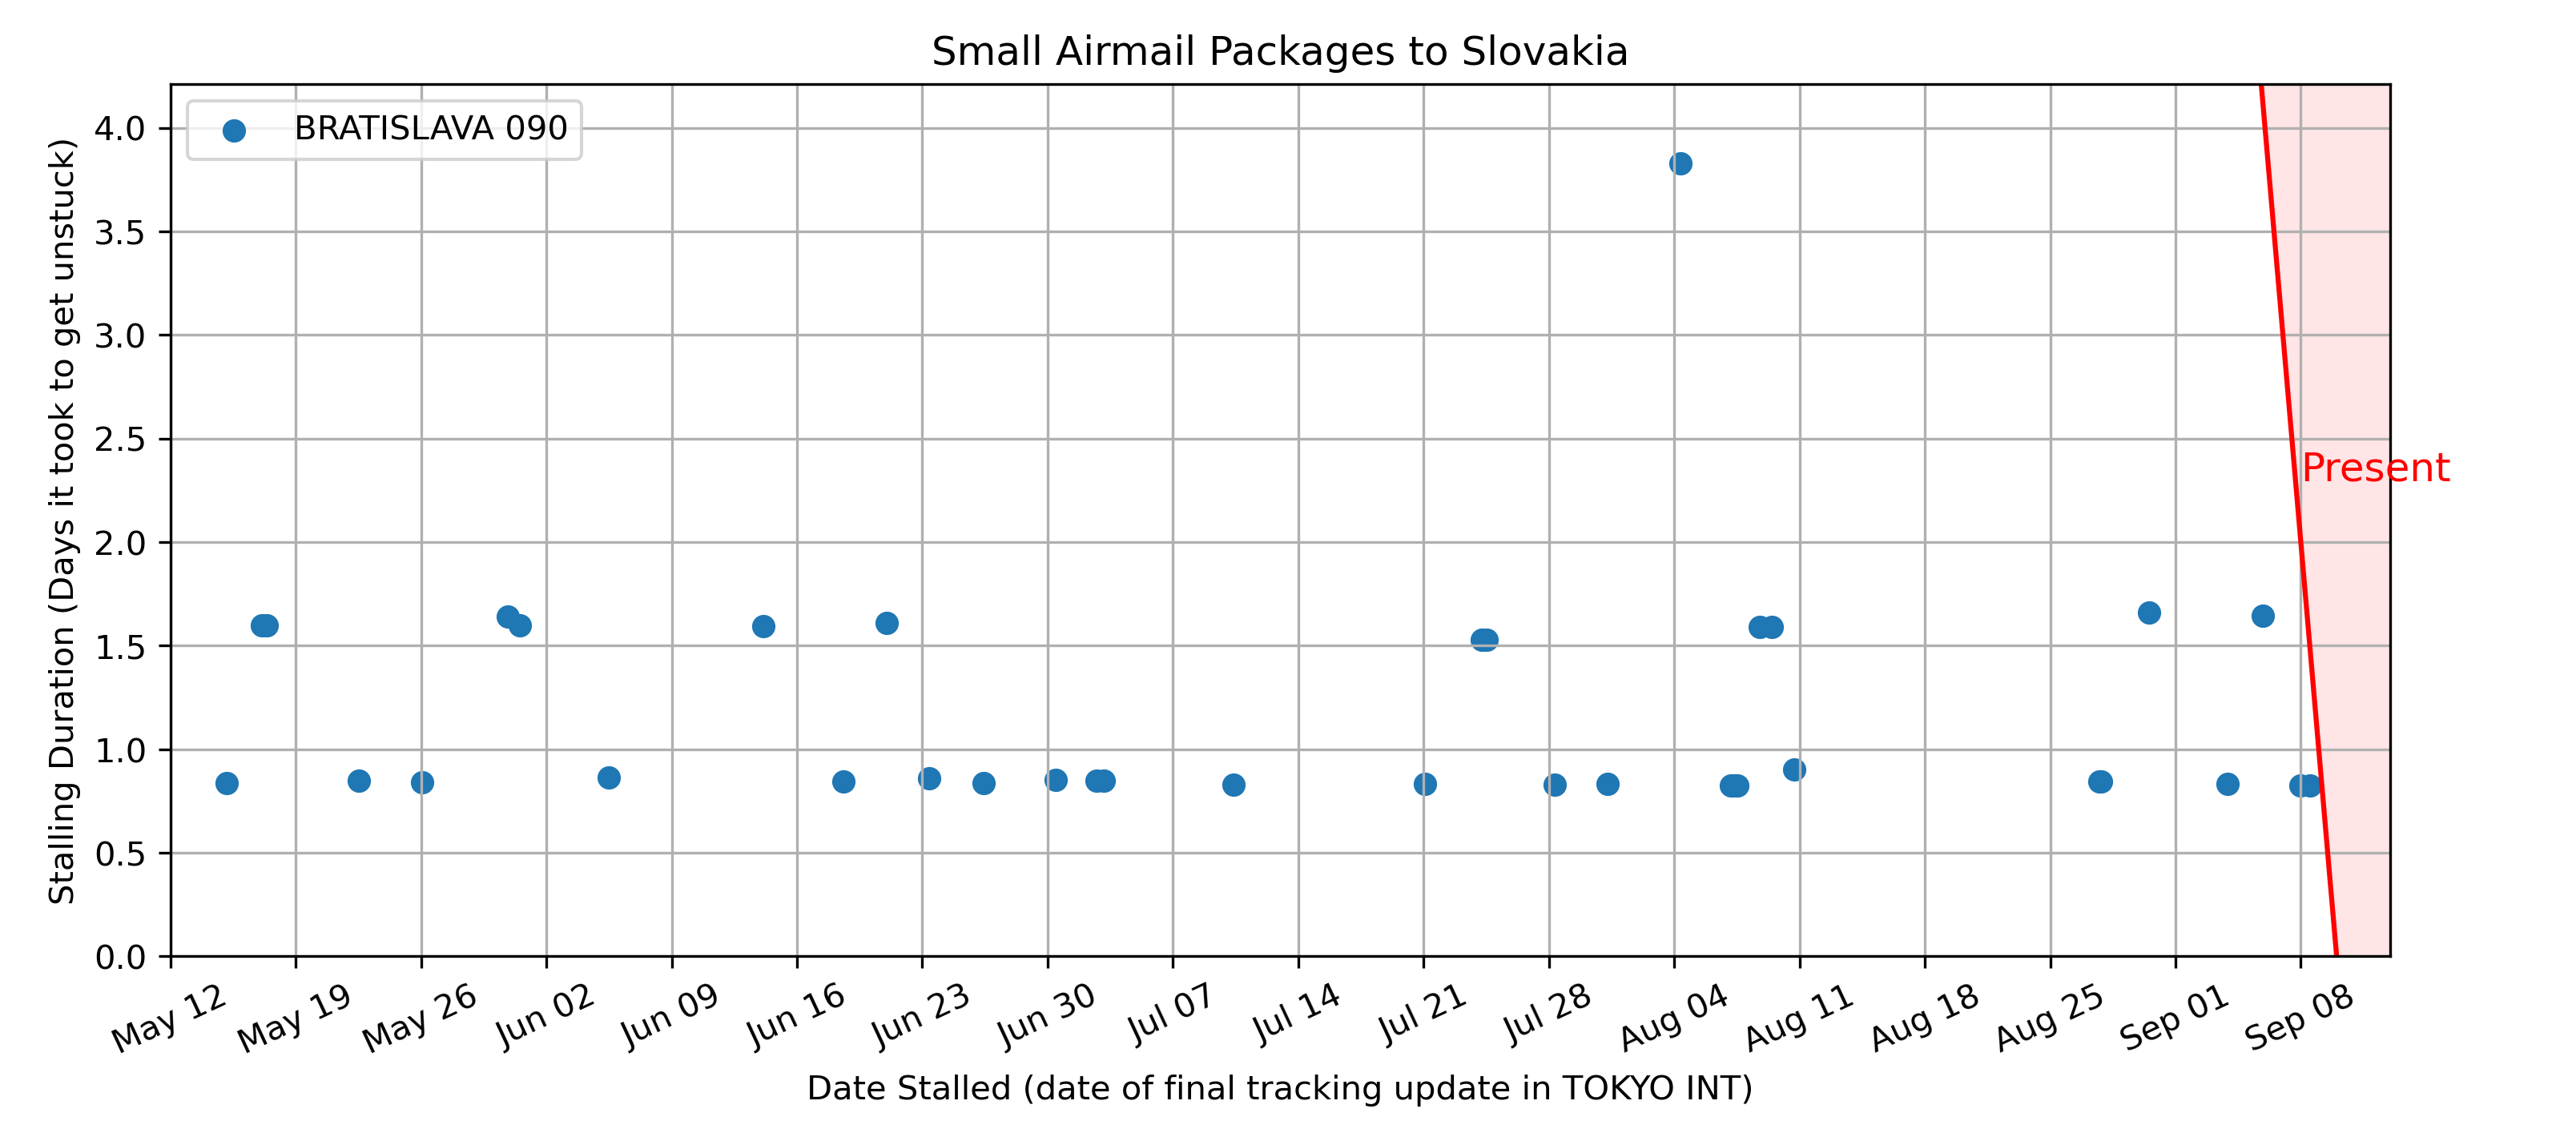 Small Airmail Packages to Slovakia
BRATISLAVA 090
Stalling Duration (Days it took to get unstuck)
4.0
3.5
3.0
2.5
2.0
1.5
1.0
0.5
0.0
Present
May 12
May 19
May 26
Jun 02
Jun 09
Jun 16
Jun 23
Jun 30
Jul 07
Jul 14
Jul 21
Jul 28
Aug 04
Aug 11
Aug 18
Aug 25
Sep 01
Sep 08
Date Stalled (date of final tracking update in TOKYO INT)